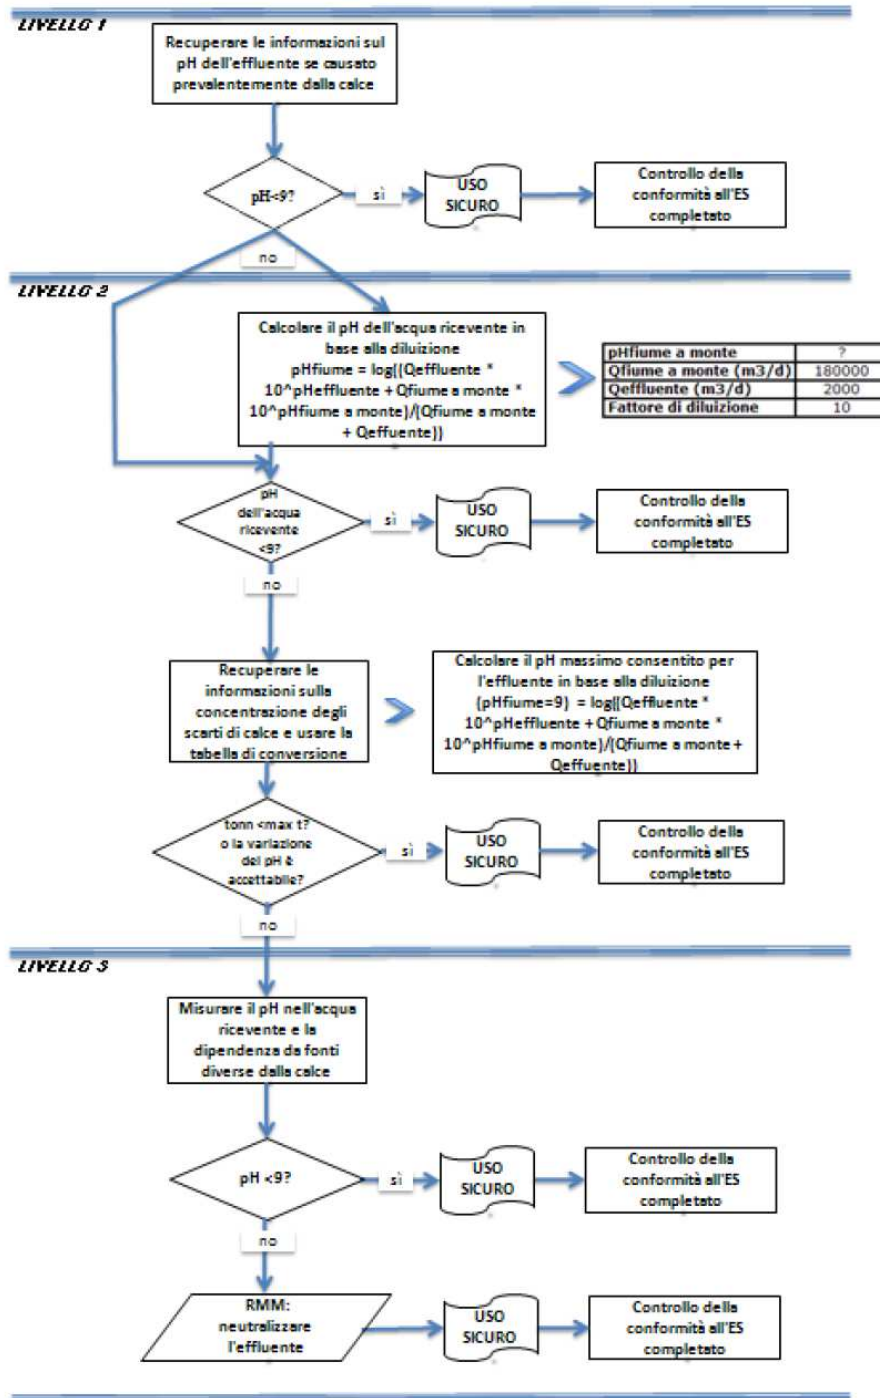 LIVELLO 1
Recuperare le informazioni sul
pH dell'effluente se causato
prevalentemente dalla calce
pH<9?
sì
USO
SICURO
Controllo della
conformità all'ES
completato
no
LIVELLO 2
Calcolare il pH dell'acqua ricevente in
base alla diluizione
pHfiume = log((Qeffluente *
10^pHeffluente + Qfiume a monte *
10^pHfiume a monte)/(Qfiume a monte
+ Qeffuente))
pHfiume a monte ?
Qfiume a monte (m3/d) 180000
Qeffluente (m3/d) 2000
Fattore di diluizione 10
pH
dell'acqua
ricevente
<9?
sì
USO
SICURO
Controllo della
conformità all'ES
completato
no
Recuperare le
informazioni sulla
concentrazione degli
scarti di calce e usare la
tabella di conversione
Calcolare il pH massimo consentito per
l'effluente in base alla diluizione
(pHfiume=9) = log((Qeffluente *
10^pHeffluente + Qfiume a monte *
10^pHfiume a monte)/(Qfiume a monte +
Qeffuente))
tonn <max t?
o la variazione
del pH è
accettabile?
sì
USO
SICURO
Controllo della
conformità all'ES
completato
no
LIVELLO 3
Misurare il pH nell'acqua
ricevente e la
dipendenza da fonti
diverse dalla calce
pH <9?
sì
USO
SICURO
Controllo della
conformità all'ES
completato
no
RMM:
neutralizzare
l'effluente
USO
SICURO
Controllo della
conformità all'ES
completato